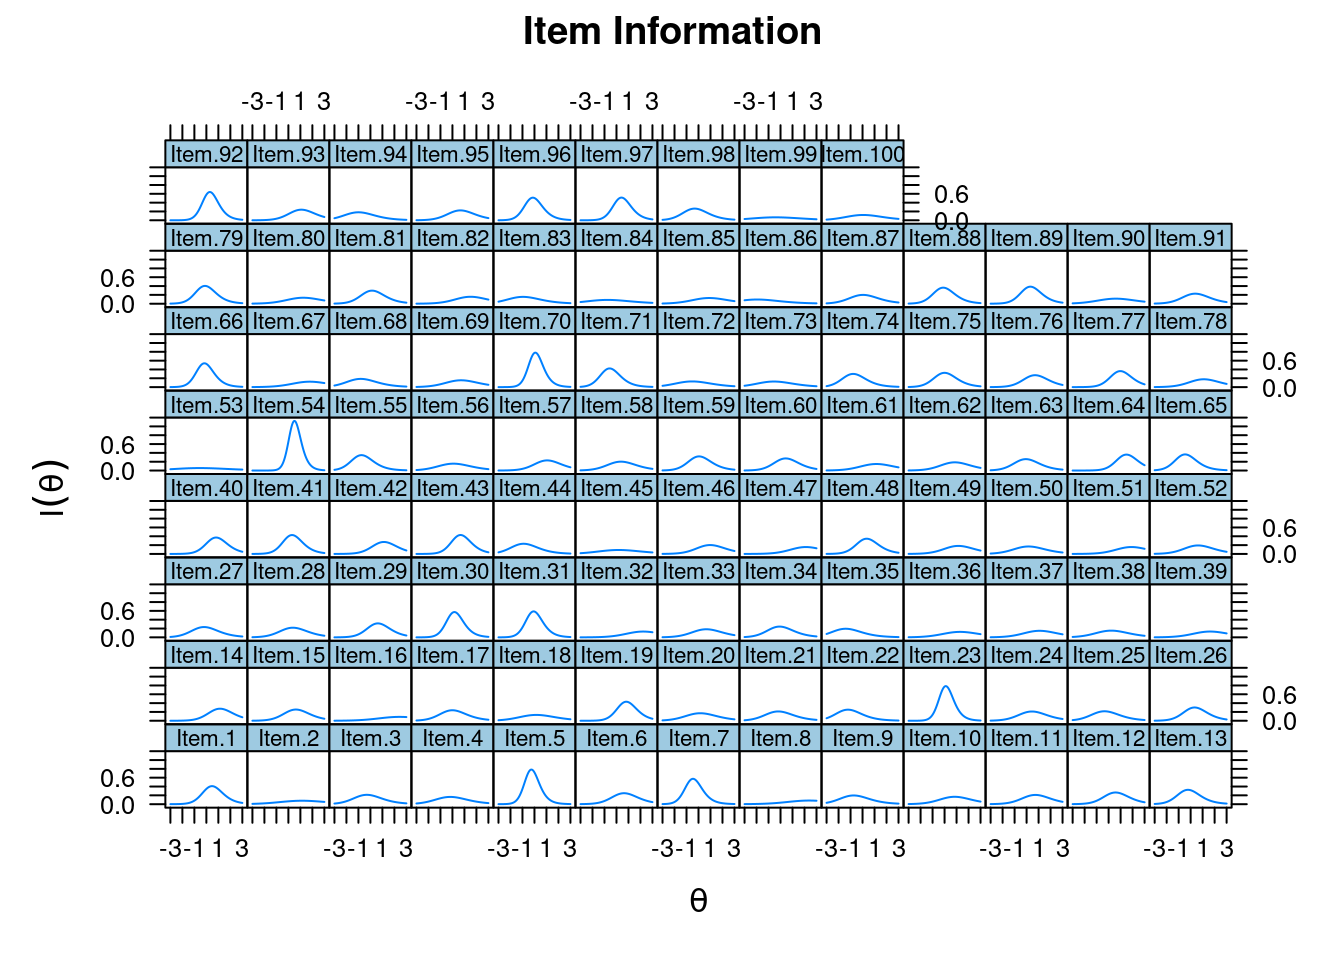 Item Information
-3-1 1 3 -3-1 1 3 -3-1 1 3 -3-1 1 3
Item.92 Item.93 Item.94 Item.95 Item.96 Item.97 Item.98 Item.99 Item.100
0.6
0.0
Item.79 Item.80 Item.81 Item.82 Item.83 Item.84 Item.85 Item.86 Item.87 Item.88 Item.89 Item.90 Item.91
0.6
0.0
Item.66 Item.67 Item.68 Item.69 Item.70 Item.71 Item.72 Item.73 Item.74 Item.75 Item.76 Item.77 Item.78
0.6
0.0
Item.53 Item.54 Item.55 Item.56 Item.57 Item.58 Item.59 Item.60 Item.61 Item.62 Item.63 Item.64 Item.65
0.6
0.0
I(θ)
Item.40 Item.41 Item.42 Item.43 Item.44 Item.45 Item.46 Item.47 Item.48 Item.49 Item.50 Item.51 Item.52
0.6
0.0
Item.27 Item.28 Item.29 Item.30 Item.31 Item.32 Item.33 Item.34 Item.35 Item.36 Item.37 Item.38 Item.39
0.6
0.0
Item.14 Item.15 Item.16 Item.17 Item.18 Item.19 Item.20 Item.21 Item.22 Item.23 Item.24 Item.25 Item.26
0.6
0.0
Item.1 Item.2 Item.3 Item.4 Item.5 Item.6 Item.7 Item.8 Item.9 Item.10 Item.11 Item.12 Item.13
0.6
0.0
-3-1 1 3 -3-1 1 3 -3-1 1 3 -3-1 1 3 -3-1 1 3 -3-1 1 3 -3-1 1 3
θ